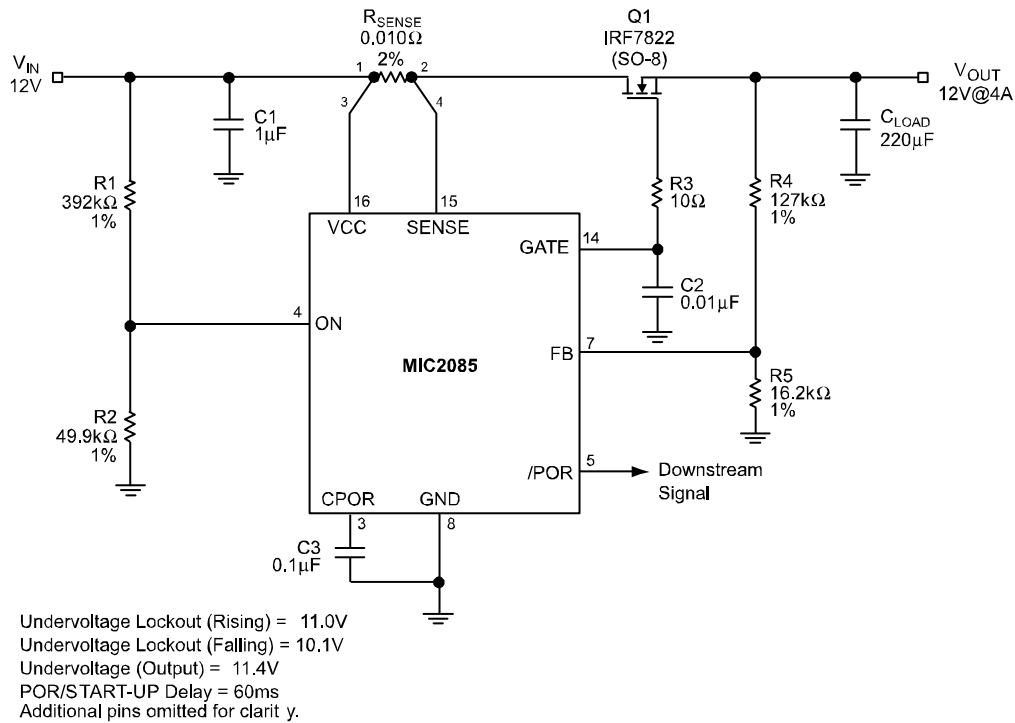 R_SENSE
0.010Ω
2%
Q1
IRF7822
(SO-8)
V_IN
12V
1
2
3
4
V_OUT
12V@4A
C1
1μF
C_LOAD
220μF
R1
392kΩ
1%
R3
10Ω
R4
127kΩ
1%
16
15
VCC
SENSE
GATE
14
C2
0.01μF
4
ON
7
FB
MIC2085
R5
16.2kΩ
1%
R2
49.9kΩ
1%
/POR
5
Downstream
Signal
CPOR
GND
3
8
C3
0.1μF
Undervoltage Lockout (Rising) = 11.0V
Undervoltage Lockout (Falling) = 10.1V
Undervoltage (Output) = 11.4V
POR/START-UP Delay = 60ms
Additional pins omitted for clarit y.